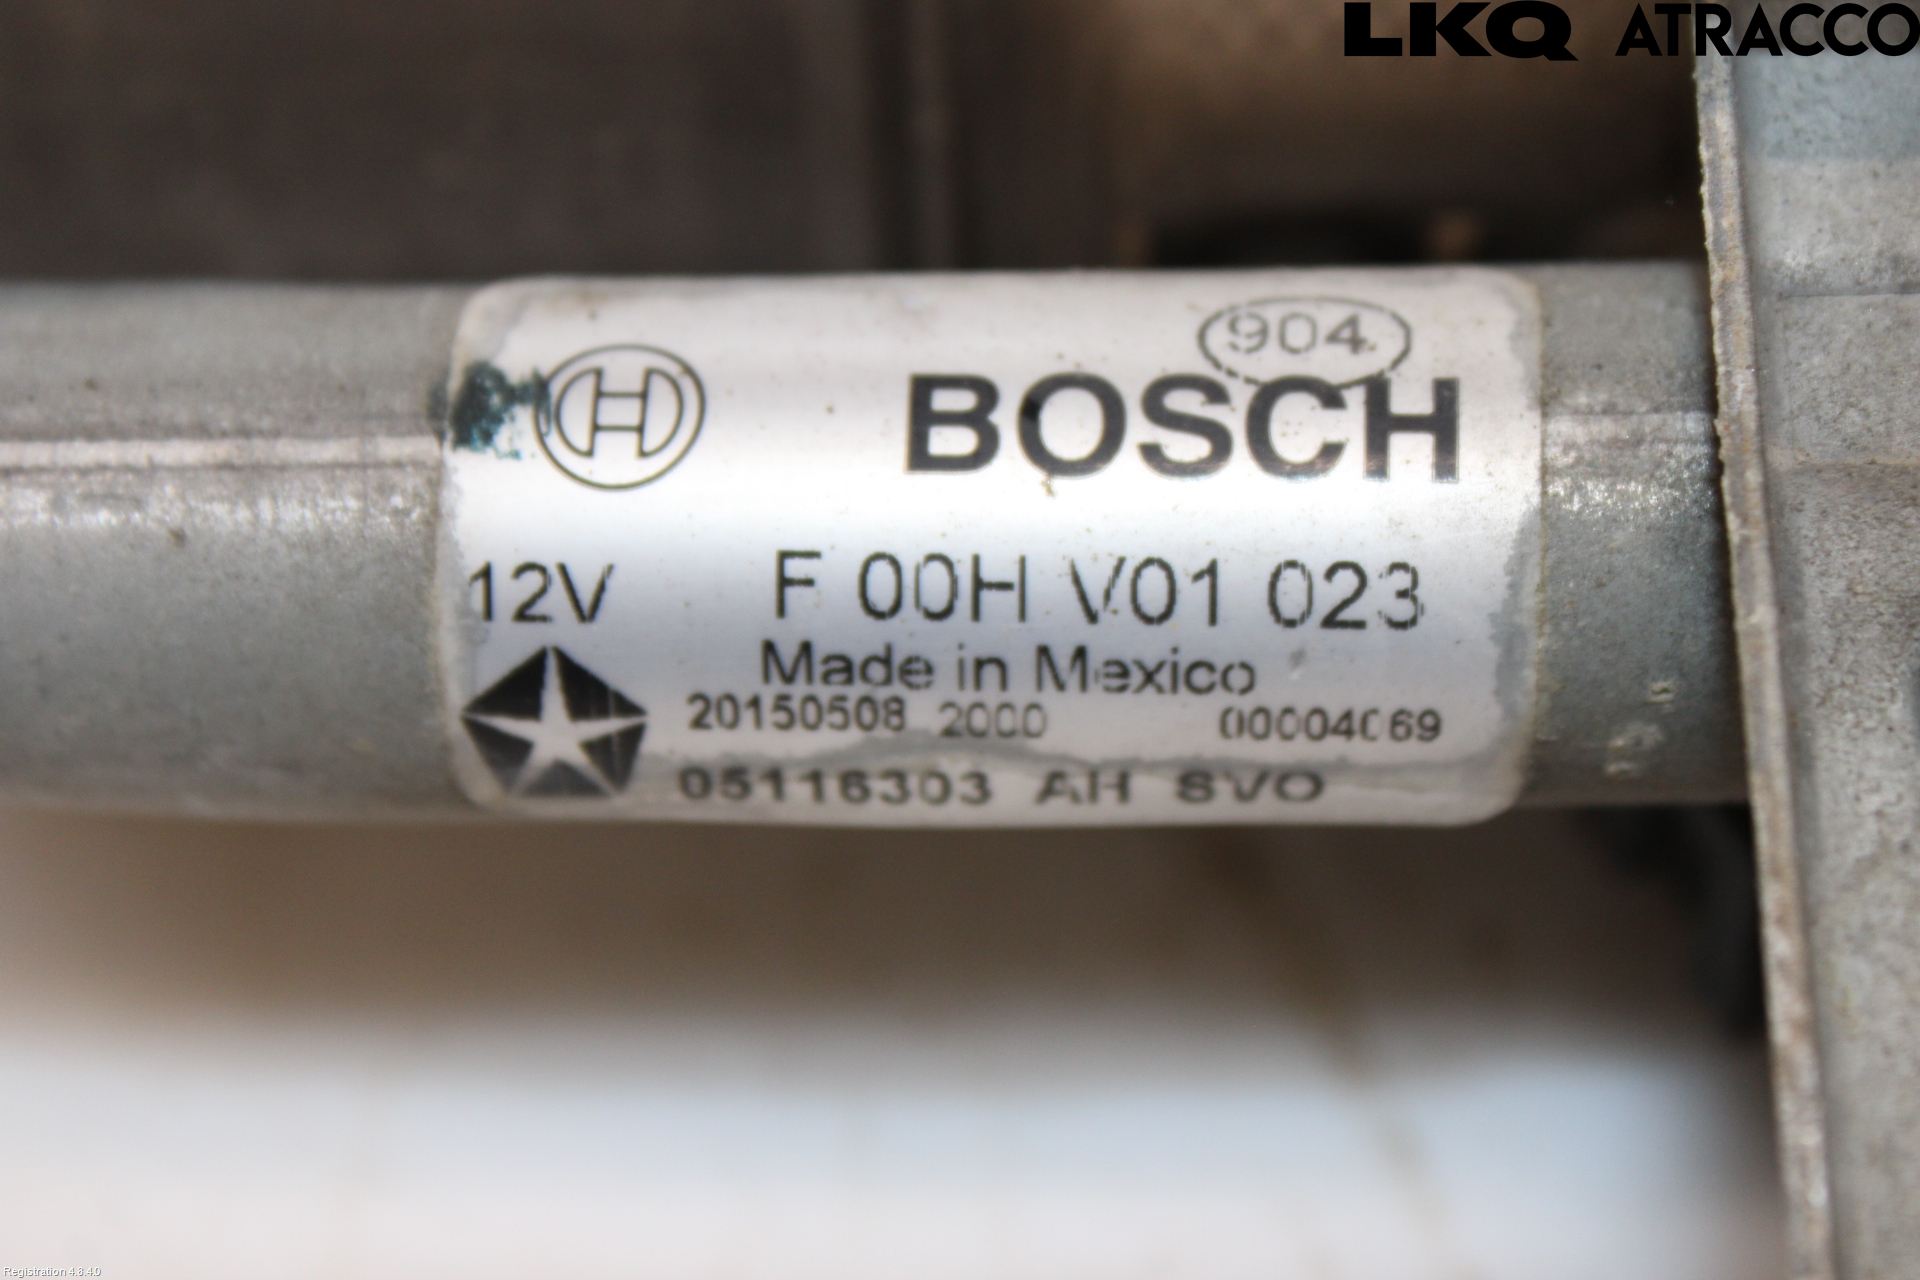 LKQ ATRACCO
904
BOSCH
12V F 00H V01 023
Made in Mexico
20150508 2000 00004069
05116303 AH SVO
Registration 4.8.4.0